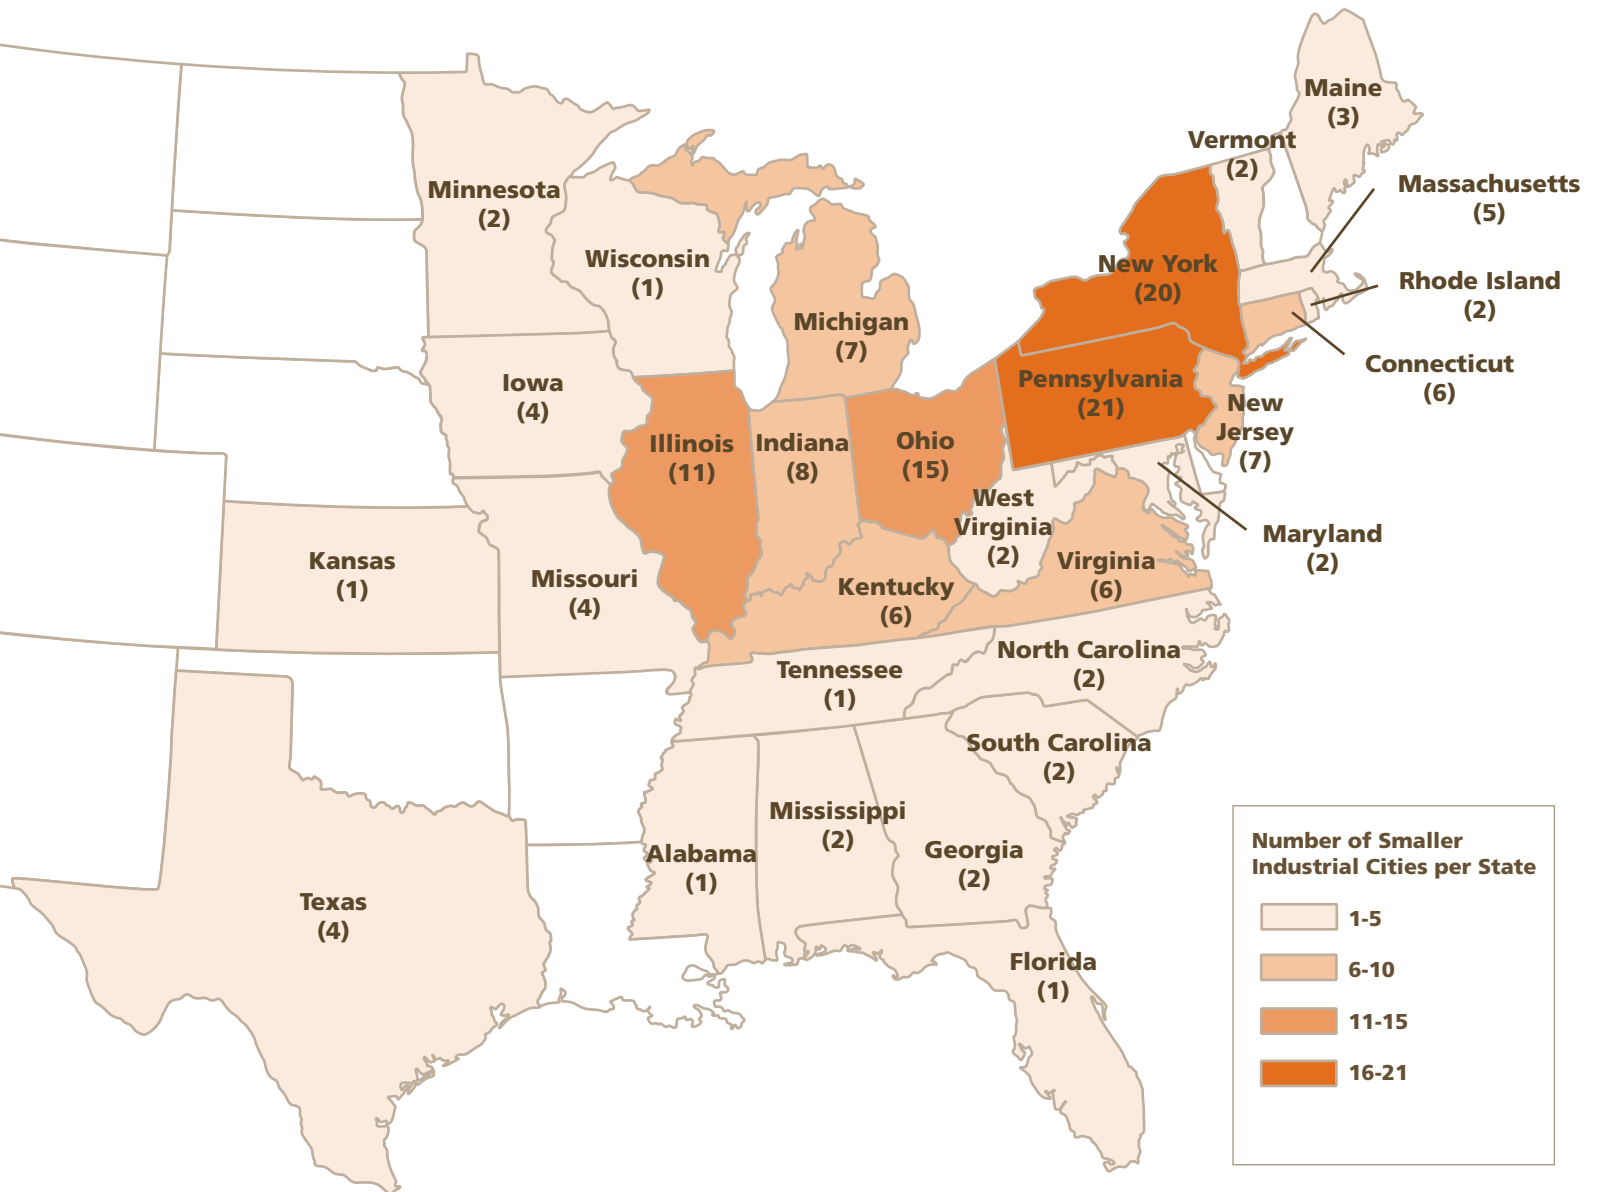 Maine
(3)
Vermont
(2)
Massachusetts
(5)
Minnesota
(2)
Wisconsin
(1)
New York
(20)
Rhode Island
(2)
Michigan
(7)
Connecticut
(6)
Iowa
(4)
Pennsylvania
(21)
New
Jersey
(7)
Illinois
(11)
Indiana
(8)
Ohio
(15)
West
Virginia
(2)
Maryland
(2)
Kansas
(1)
Missouri
(4)
Kentucky
(6)
Virginia
(6)
Tennessee
(1)
North Carolina
(2)
South Carolina
(2)
Alabama
(1)
Mississippi
(2)
Georgia
(2)
Texas
(4)
Florida
(1)
Number of Smaller
Industrial Cities per State
1-5
6-10
11-15
16-21